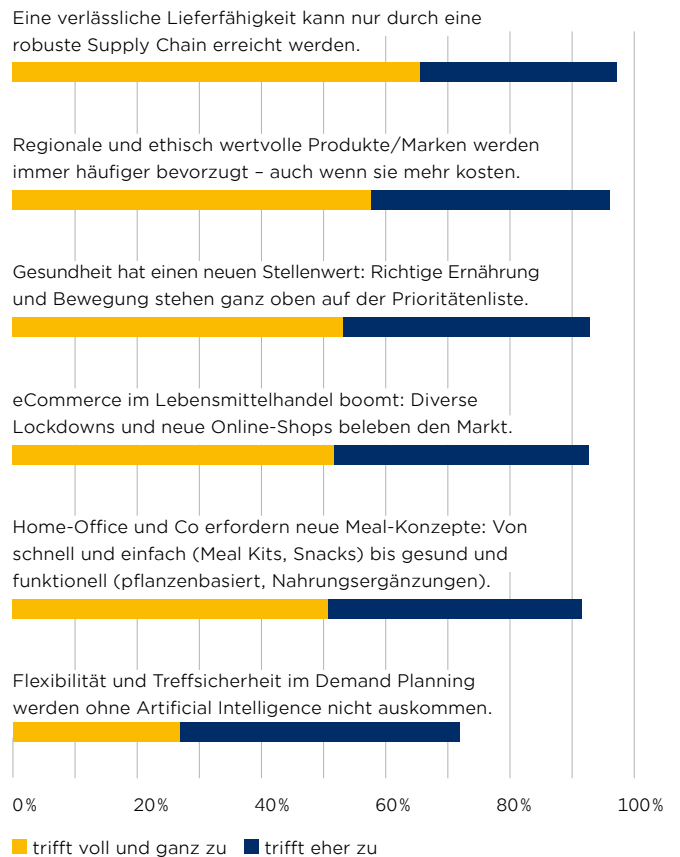 Eine verlässliche Lieferfähigkeit kann nur durch eine
robuste Supply Chain erreicht werden.
Regionale und ethisch wertvolle Produkte/Marken werden
immer häufiger bevorzugt – auch wenn sie mehr kosten.
Gesundheit hat einen neuen Stellenwert: Richtige Ernährung
und Bewegung stehen ganz oben auf der Prioritätenliste.
eCommerce im Lebensmittelhandel boomt: Diverse
Lockdowns und neue Online-Shops beleben den Markt.
Home-Office und Co erfordern neue Meal-Konzepte: Von
schnell und einfach (Meal Kits, Snacks) bis gesund und
funktionell (pflanzenbasiert, Nahrungsergänzungen).
Flexibilität und Treffsicherheit im Demand Planning
werden ohne Artificial Intelligence nicht auskommen.
0 % 20 % 40 % 60 % 80 % 100 %
trifft voll und ganz zu trifft eher zu